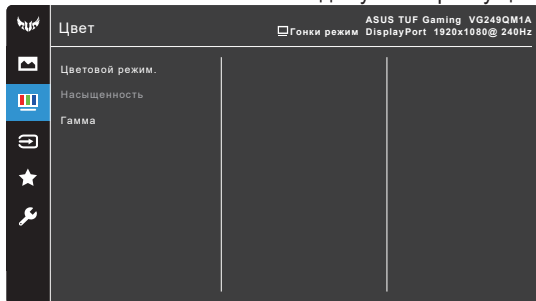 ASUS TUF Gaming VG249QM1A
Цвет
Гонки режим DisplayPort 1920x1080@ 240Hz
Цветовой режим.
Насыщенность
Гамма